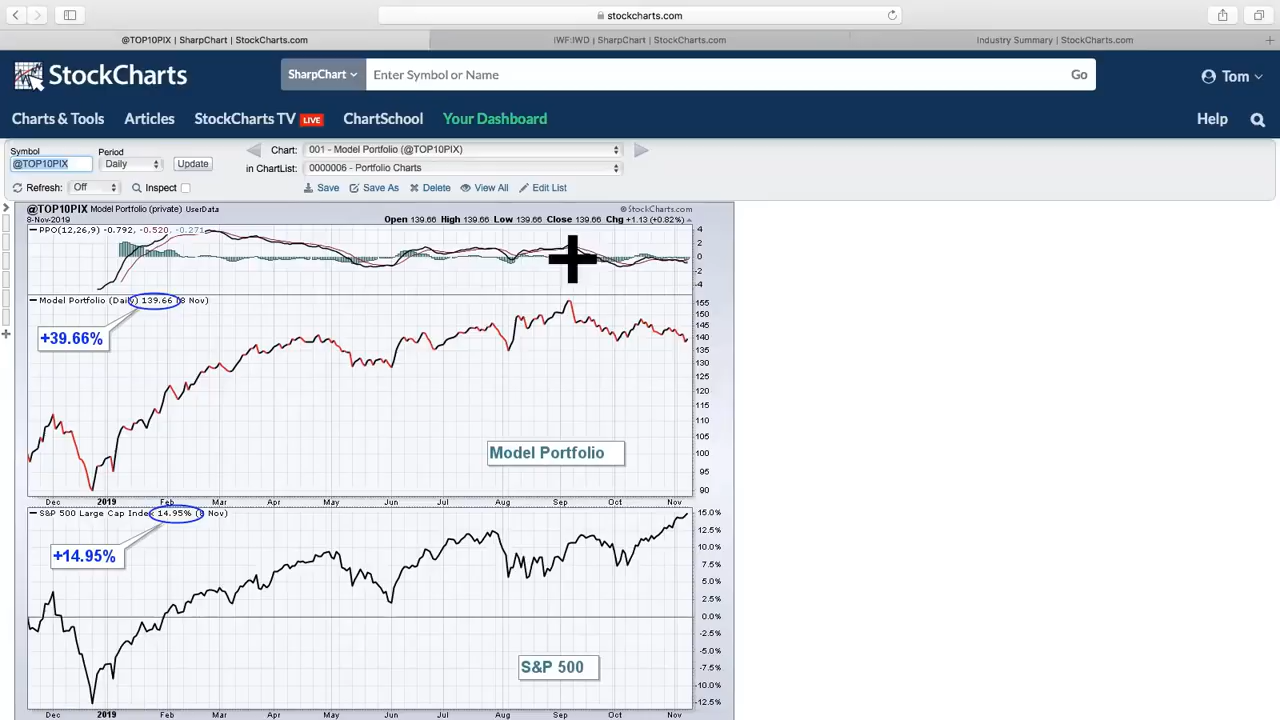 stockcharts.com
@TOP10PIX | SharpChart | StockCharts.com
IWF:IWD | SharpChart | StockCharts.com
Industry Summary | StockCharts.com
StockCharts
SharpChart
Enter Symbol or Name
Go
Tom
Charts & Tools
Articles
StockCharts TV LIVE
ChartSchool
Your Dashboard
Help
Symbol
Period
@TOP10PIX
Daily
Update
Chart:
001 - Model Portfolio (@TOP10PIX)
in ChartList:
0000006 - Portfolio Charts
Refresh: Off
Inspect
Save
Save As
Delete
View All
Edit List
@TOP10PIX Model Portfolio (private) UserData
© StockCharts.com
8-Nov-2019
Open 139.66 High 139.66 Low 139.66 Close 139.66 Chg +1.13 (+0.82%)
PPO(12,26,9) -0.792, -0.520, -0.271
4
2
0
-2
-4
Model Portfolio (Daily) 139.66 (8 Nov)
+39.66%
155
150
145
140
135
130
125
120
115
110
105
100
95
90
Model Portfolio
Dec 2019 Feb Mar Apr May Jun Jul Aug Sep Oct Nov
S&P 500 Large Cap Index 14.95% (8 Nov)
+14.95%
15.0%
12.5%
10.0%
7.5%
5.0%
2.5%
0.0%
-2.5%
-5.0%
-7.5%
-10.0%
-12.5%
S&P 500
Dec 2019 Feb Mar Apr May Jun Jul Aug Sep Oct Nov